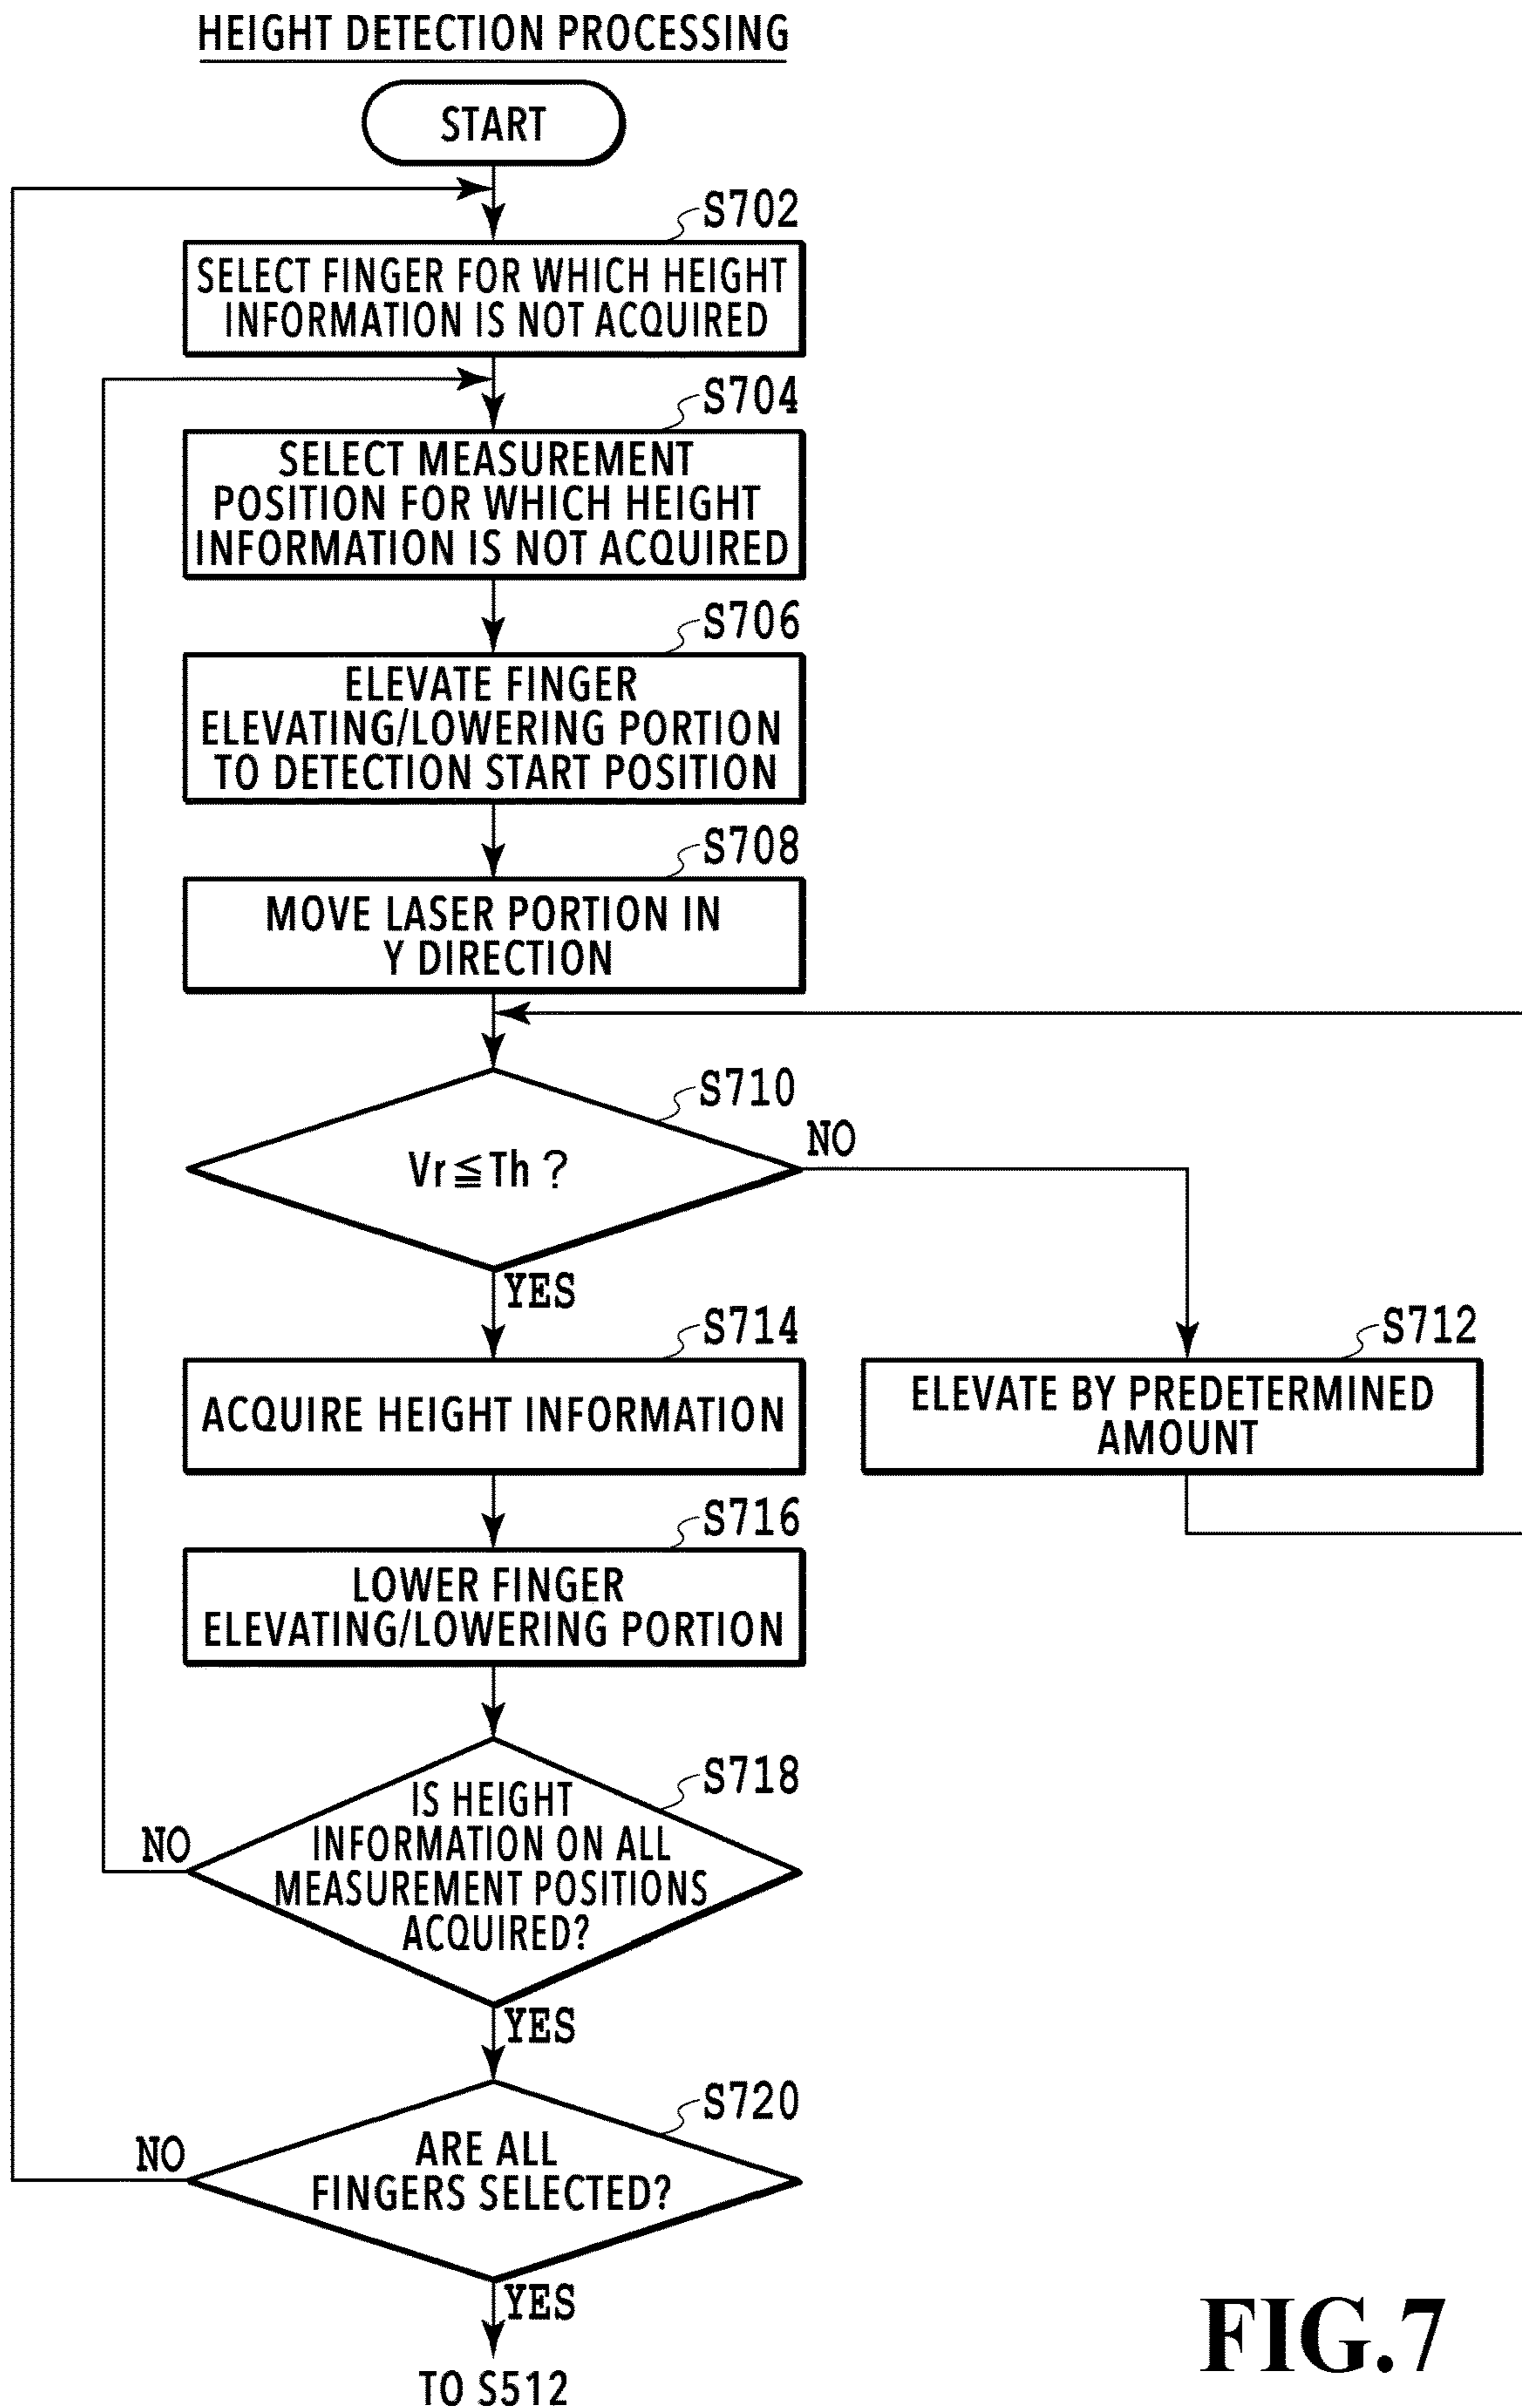 HEIGHT DETECTION PROCESSING
START
S702
SELECT FINGER FOR WHICH HEIGHT
INFORMATION IS NOT ACQUIRED
S704
SELECT MEASUREMENT
POSITION FOR WHICH HEIGHT
INFORMATION IS NOT ACQUIRED
S706
ELEVATE FINGER
ELEVATING/LOWERING PORTION
TO DETECTION START POSITION
S708
MOVE LASER PORTION IN
Y DIRECTION
S710
Vr≦Th?
NO
YES
S712
ELEVATE BY PREDETERMINED
AMOUNT
S714
ACQUIRE HEIGHT INFORMATION
S716
LOWER FINGER
ELEVATING/LOWERING PORTION
S718
IS HEIGHT
INFORMATION ON ALL
MEASUREMENT POSITIONS
ACQUIRED?
NO
YES
S720
ARE ALL
FINGERS SELECTED?
NO
YES
TO S512
FIG.7